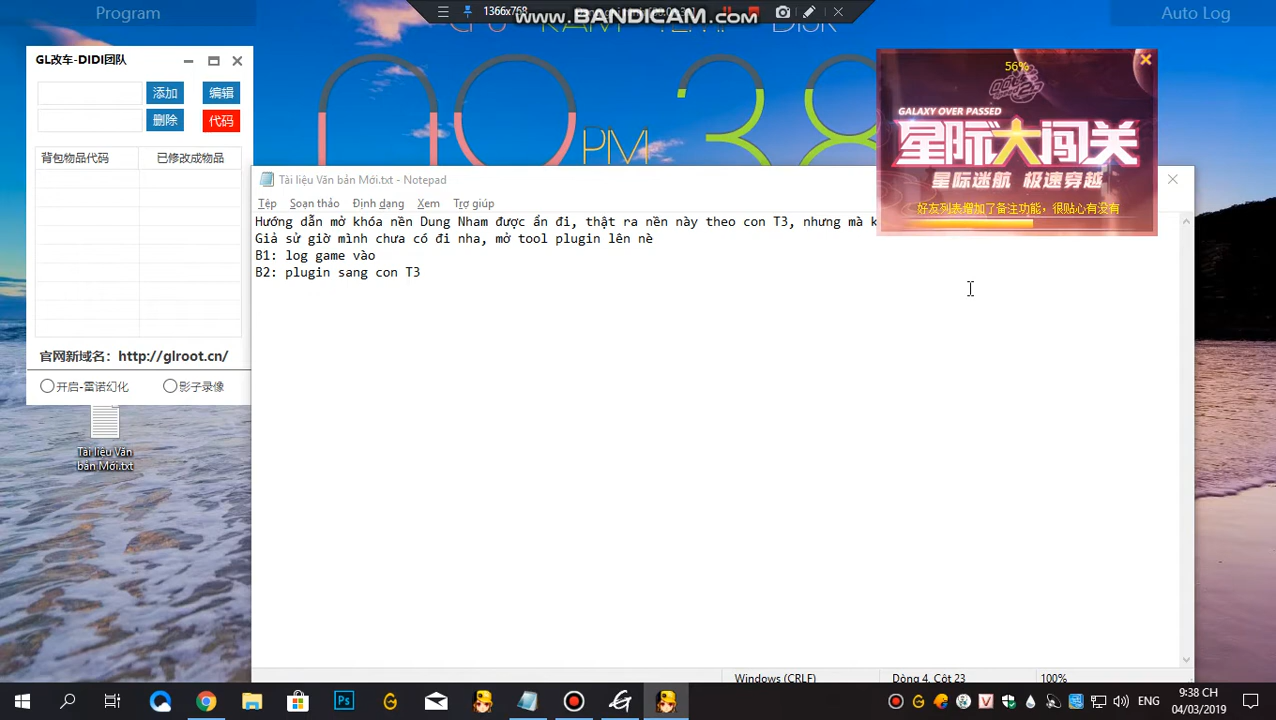 Program
1366x768
www.BANDICAM.com
Auto Log
GL改车-DIDI团队
添加
编辑
删除
代码
背包物品代码
已修改成物品
官网新域名：http://glroot.cn/
开启-雷诺幻化
影子录像
PM
56%
GALAXY OVER PASSED
星际大闯关
星际迷航 极速穿越
好友列表增加了备注功能，很贴心有没有
Tài liệu Văn bản Mới.txt - Notepad
Tệp Soạn thảo Định dạng Xem Trợ giúp
Hướng dẫn mở khóa nền Dung Nham được ẩn đi, thật ra nền này theo con T3, nhưng mà k
Giả sử giờ mình chưa có đi nha, mở tool plugin lên nè
B1: log game vào
B2: plugin sang con T3
Tài liệu Văn
bản Mới.txt
Windows (CRLF)
Dòng 4, Cột 23
100%
Ps
ENG
9:38 CH
04/03/2019